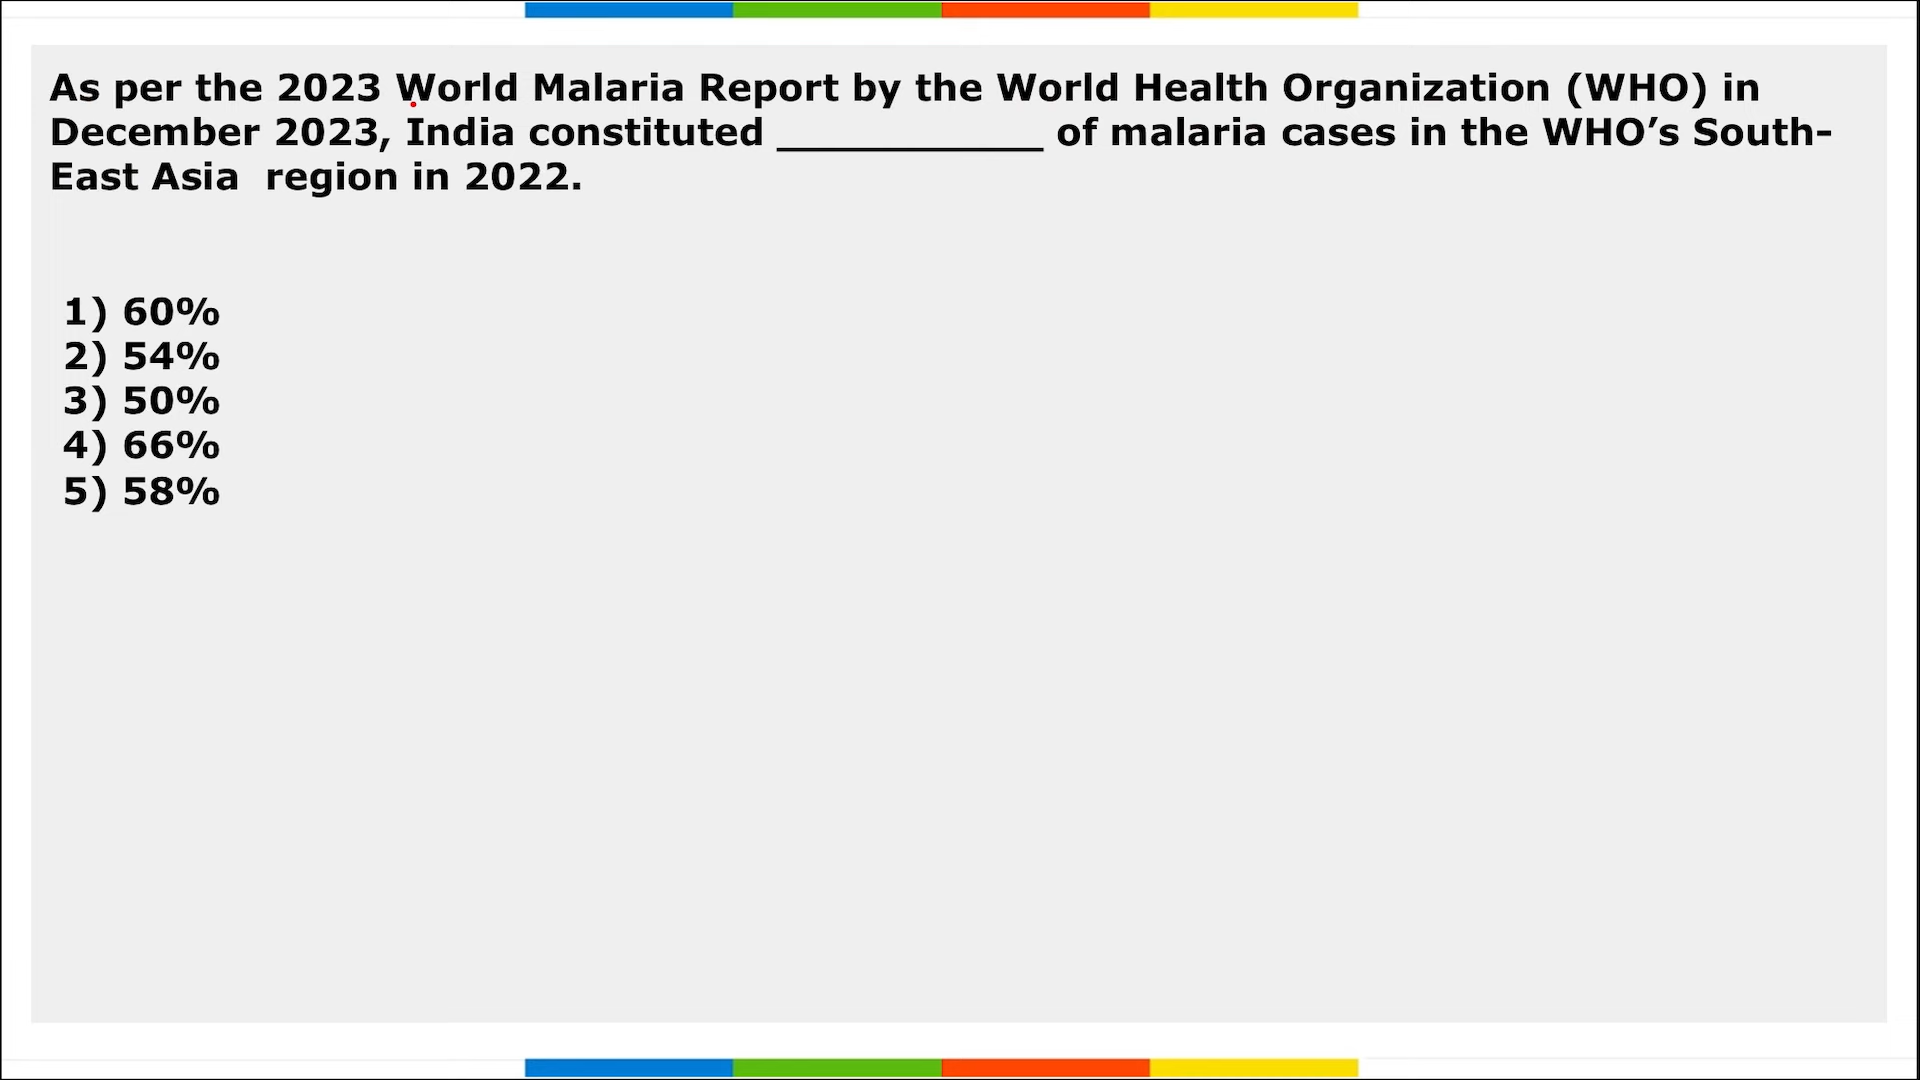 As per the 2023 World Malaria Report by the World Health Organization (WHO) in
December 2023, India constituted ____________ of malaria cases in the WHO’s South-
East Asia  region in 2022.
1) 60%
2) 54%
3) 50%
4) 66%
5) 58%